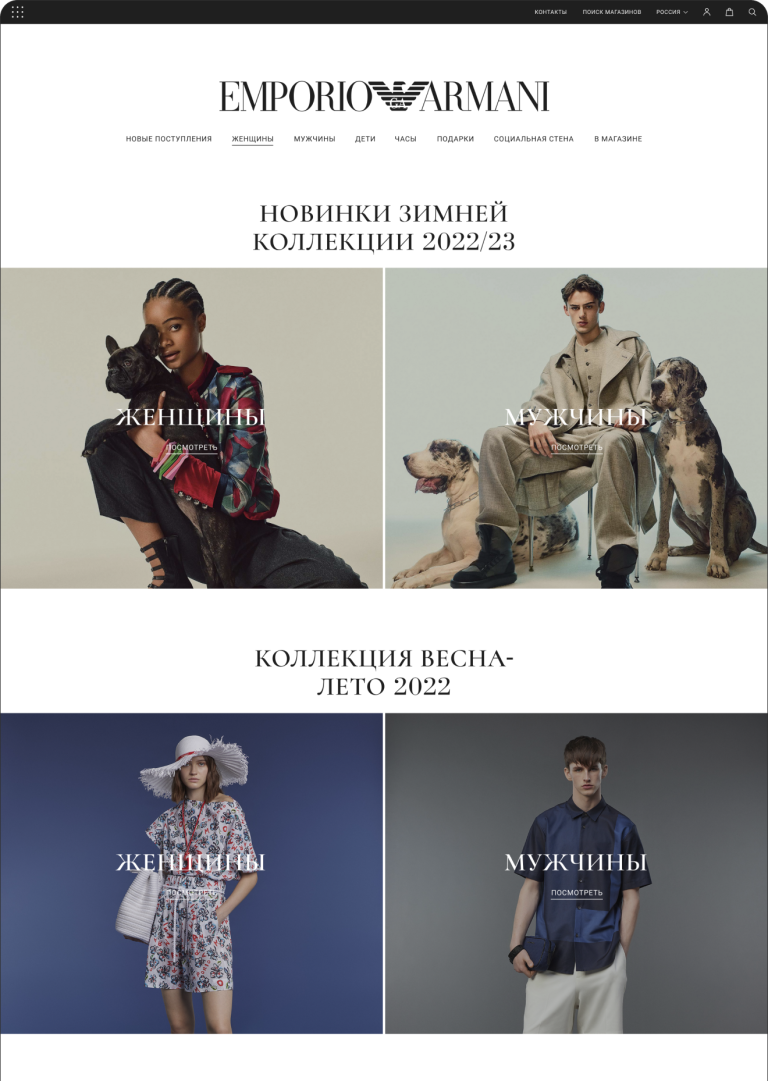 КОНТАКТЫ ПОИСК МАГАЗИНОВ РОССИЯ
EMPORIO GA ARMANI
НОВЫЕ ПОСТУПЛЕНИЯ ЖЕНЩИНЫ МУЖЧИНЫ ДЕТИ ЧАСЫ ПОДАРКИ СОЦИАЛЬНАЯ СТЕНА В МАГАЗИНЕ
НОВИНКИ ЗИМНЕЙ
КОЛЛЕКЦИИ 2022/23
ЖЕНЩИНЫ
ПОСМОТРЕТЬ
МУЖЧИНЫ
ПОСМОТРЕТЬ
КОЛЛЕКЦИЯ ВЕСНА-
ЛЕТО 2022
ЖЕНЩИНЫ
ПОСМОТРЕТЬ
МУЖЧИНЫ
ПОСМОТРЕТЬ